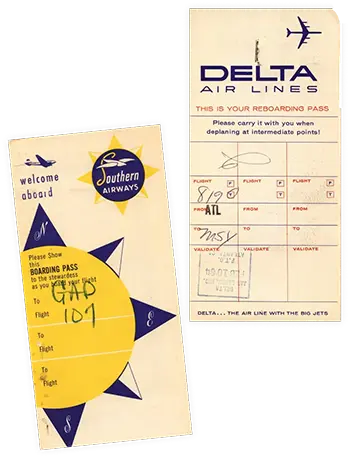 DELTA
AIR LINES
THIS IS YOUR REBOARDING PASS
Please carry it with you when
deplaning at intermediate points!
FLIGHT F FLIGHT F FLIGHT F
819 T T T
FROM ATL FROM FROM
TO MSY TO TO
VALIDATE VALIDATE VALIDATE
DELTA... THE AIR LINE WITH THE BIG JETS
welcome
aboard
Southern
AIRWAYS
N
Please Show
this
BOARDING PASS
to the stewardess
as you board your flight
To GAD
Flight 107
E
To
Flight
To
Flight
S